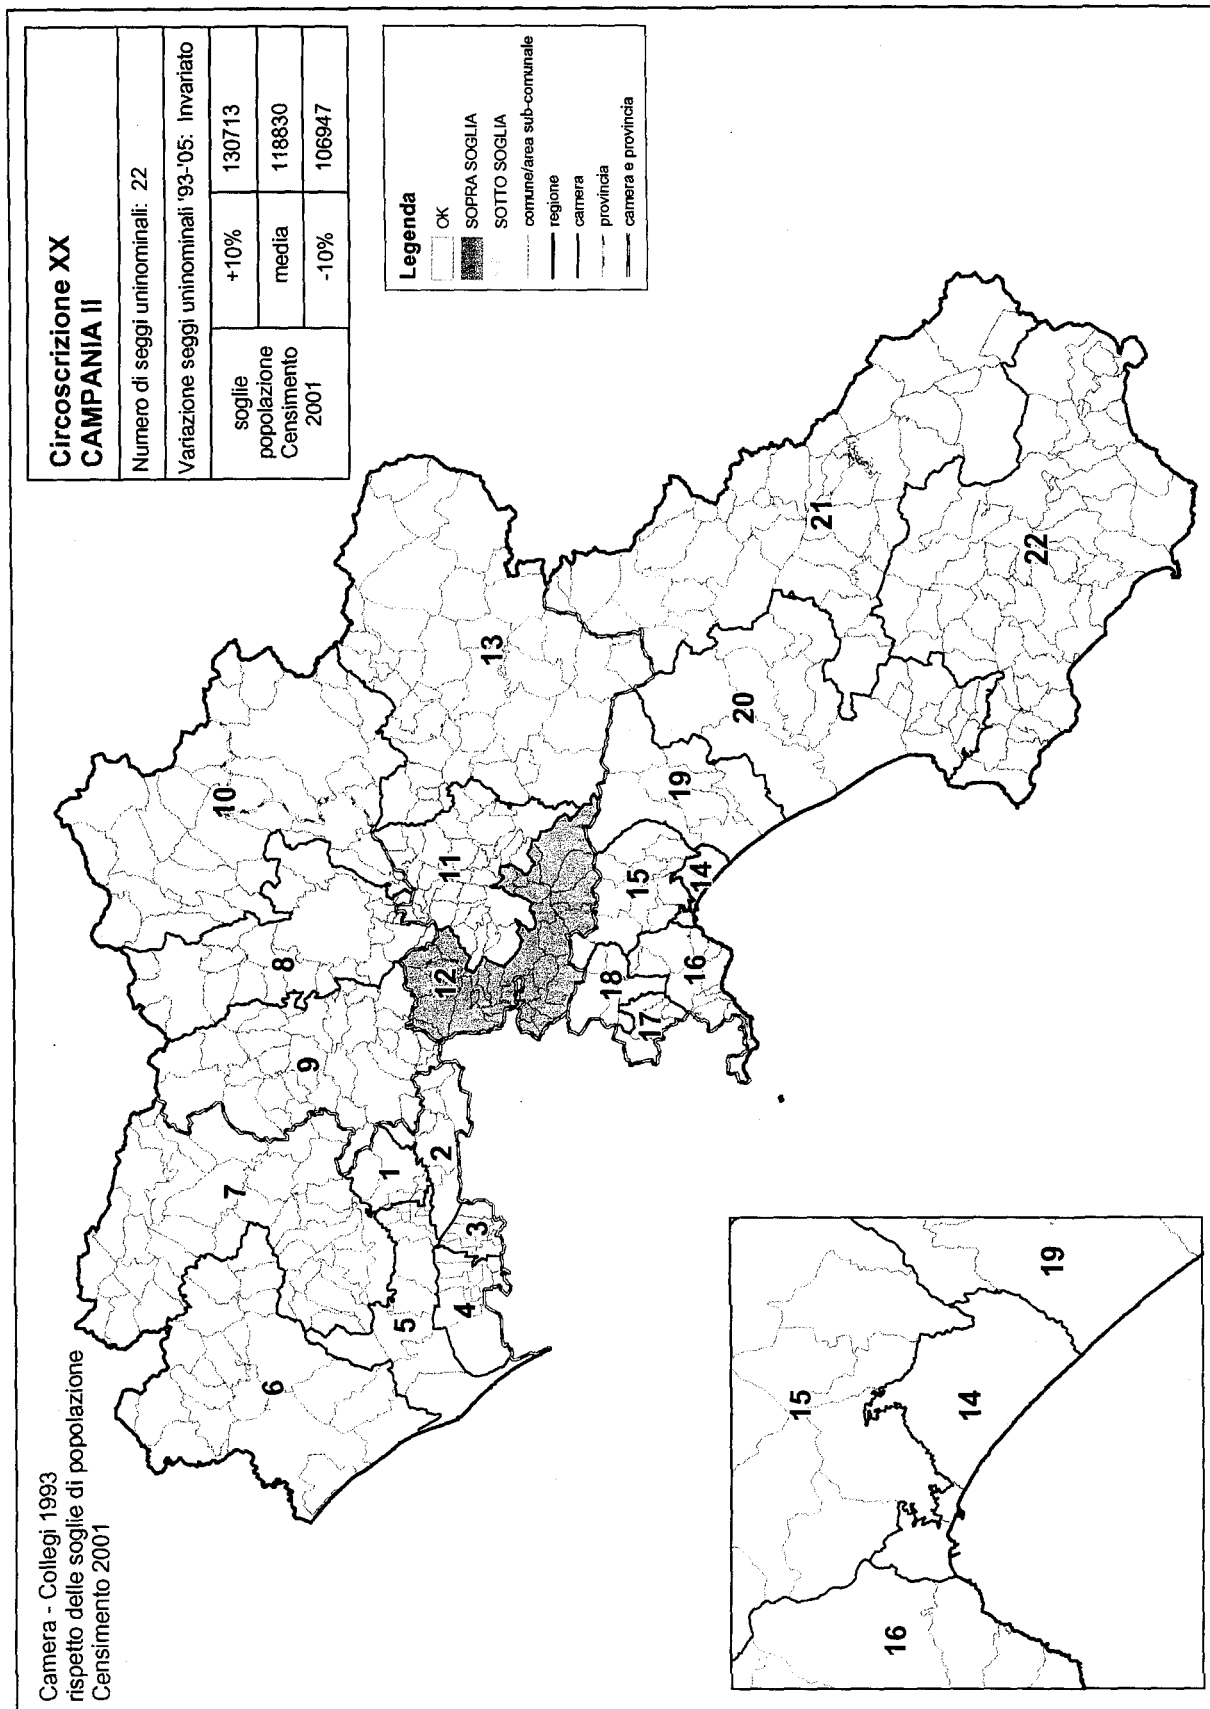 Camera - Collegi 1993
rispetto delle soglie di popolazione
Censimento 2001
Circoscrizione XX
CAMPANIA II
Numero di seggi uninominali: 22
Variazione seggi uninominali '93-'05: Invariato
soglie
popolazione
Censimento
2001
+10% 130713
media 118830
-10% 106947
Legenda
OK
SOPRA SOGLIA
SOTTO SOGLIA
comune/area sub-comunale
regione
camera
provincia
camera e provincia
1
2
3
4
5
6
7
8
9
10
11
12
13
14
15
16
17
18
19
20
21
22
15
14
16
19